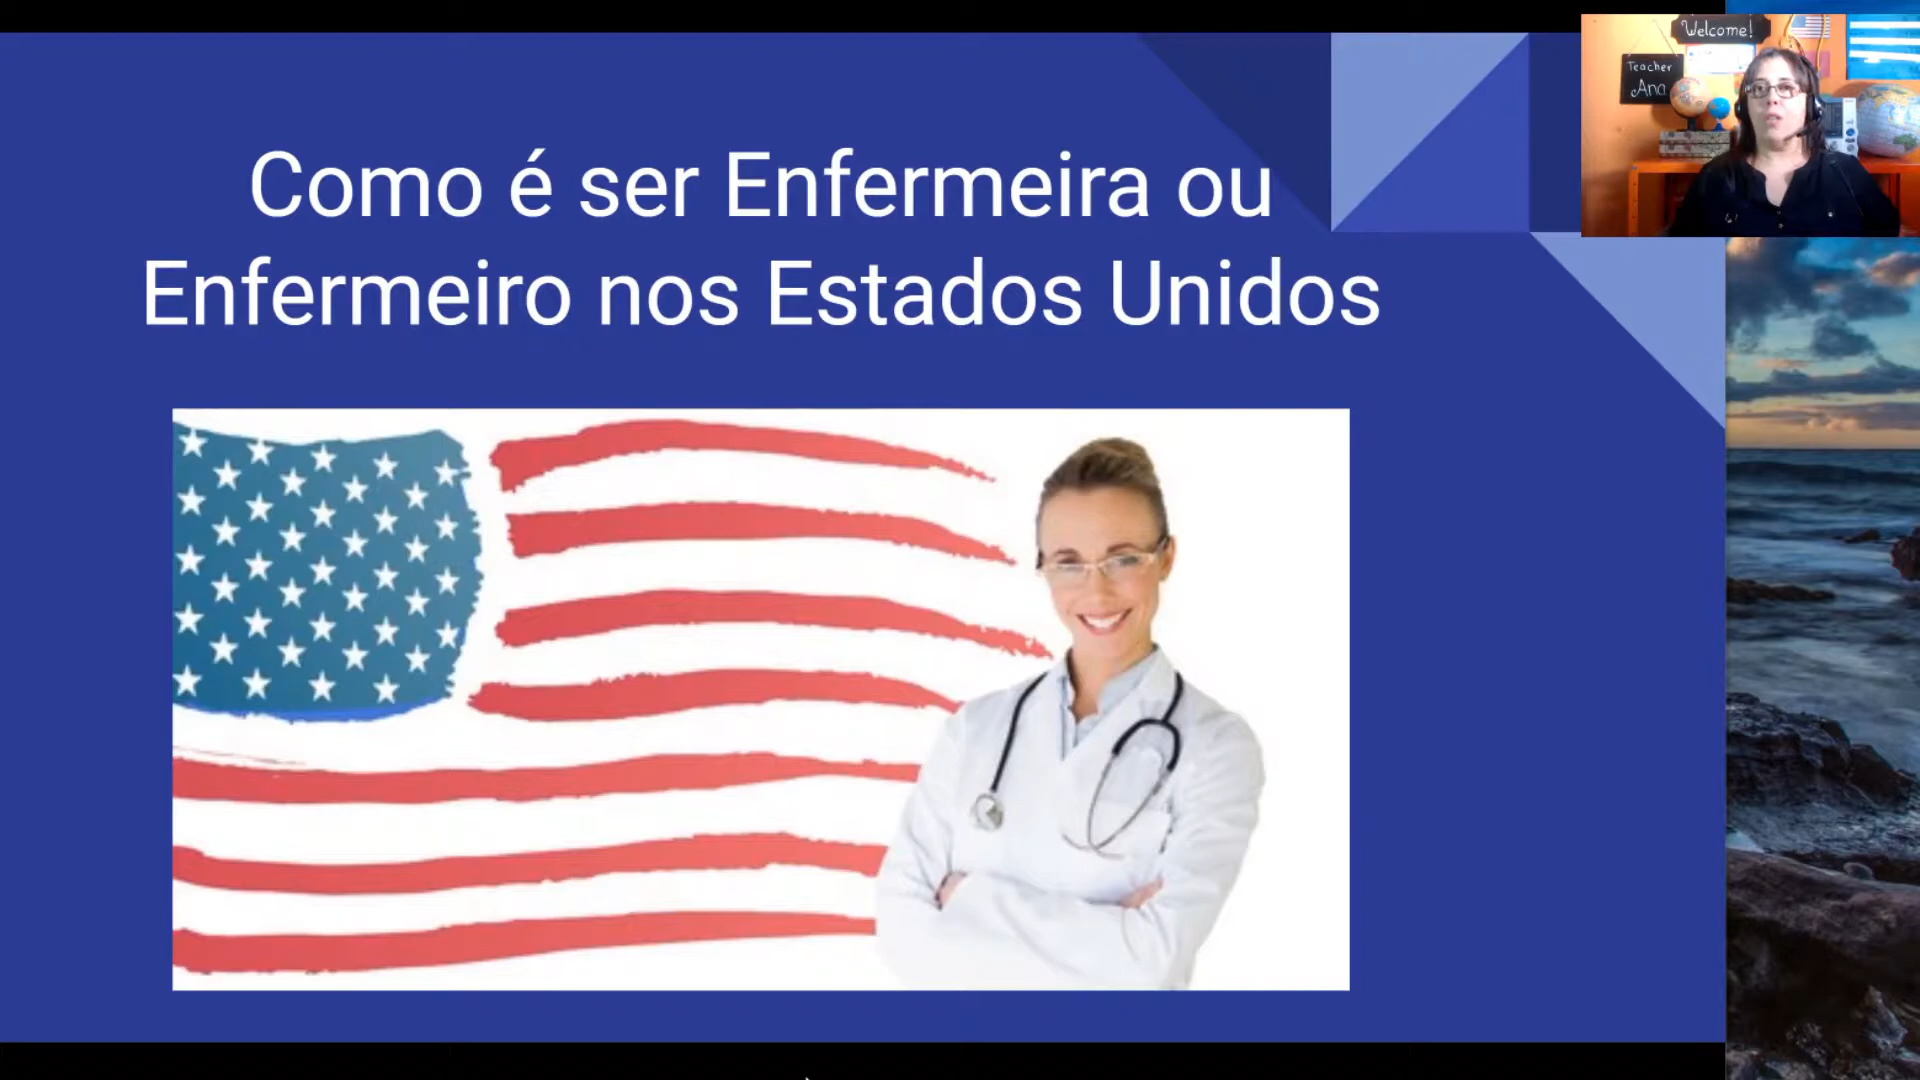 Como é ser Enfermeira ou
Enfermeiro nos Estados Unidos
Welcome!
Teacher
Ana